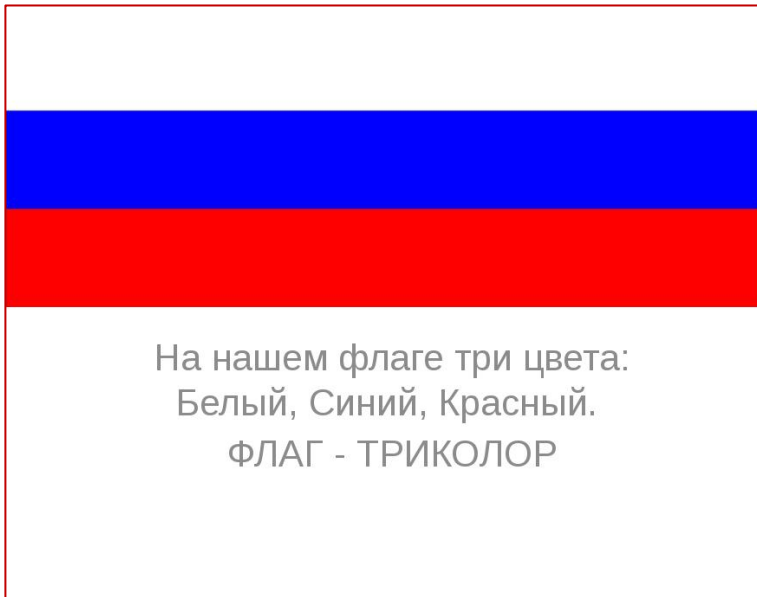 На нашем флаге три цвета:
Белый, Синий, Красный.
ФЛАГ - ТРИКОЛОР